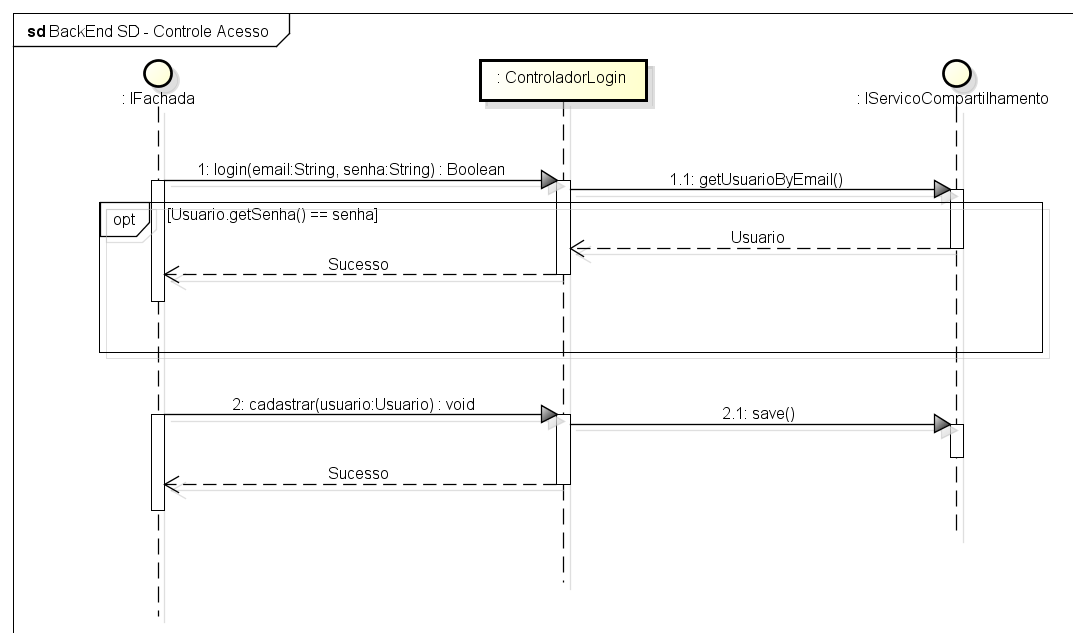 sd BackEnd SD - Controle Acesso
: IFachada
: ControladorLogin
: IServicoCompartilhamento
1: login(email:String, senha:String) : Boolean
1.1: getUsuarioByEmail()
opt
[Usuario.getSenha() == senha]
Usuario
Sucesso
2: cadastrar(usuario:Usuario) : void
2.1: save()
Sucesso